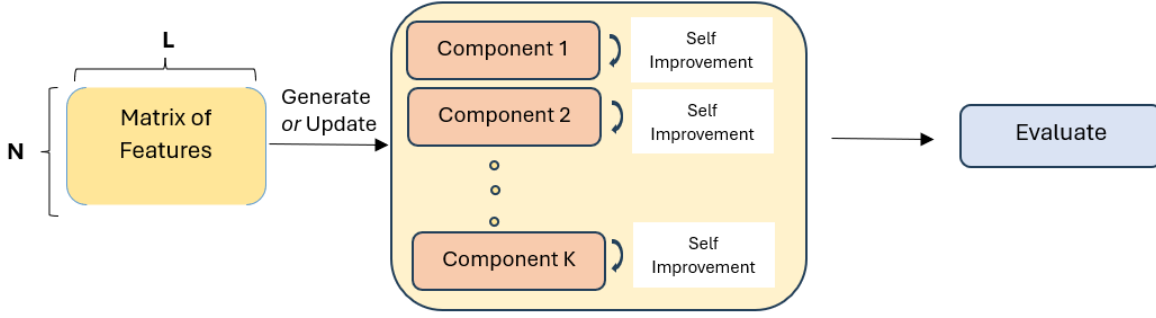 L
N
Matrix of
Features
Generate
or Update
Component 1
Self
Improvement
Component 2
Self
Improvement
Component K
Self
Improvement
Evaluate